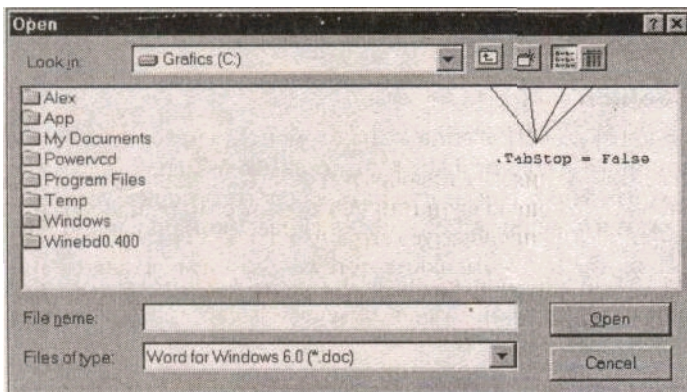 Open
Look in: Grafics (C:)
Alex
App
My Documents
Powervcd
Program Files
Temp
Windows
Winebd0.400
.TabStop = False
File name: Open
Files of type: Word for Windows 6.0 (*.doc) Cancel